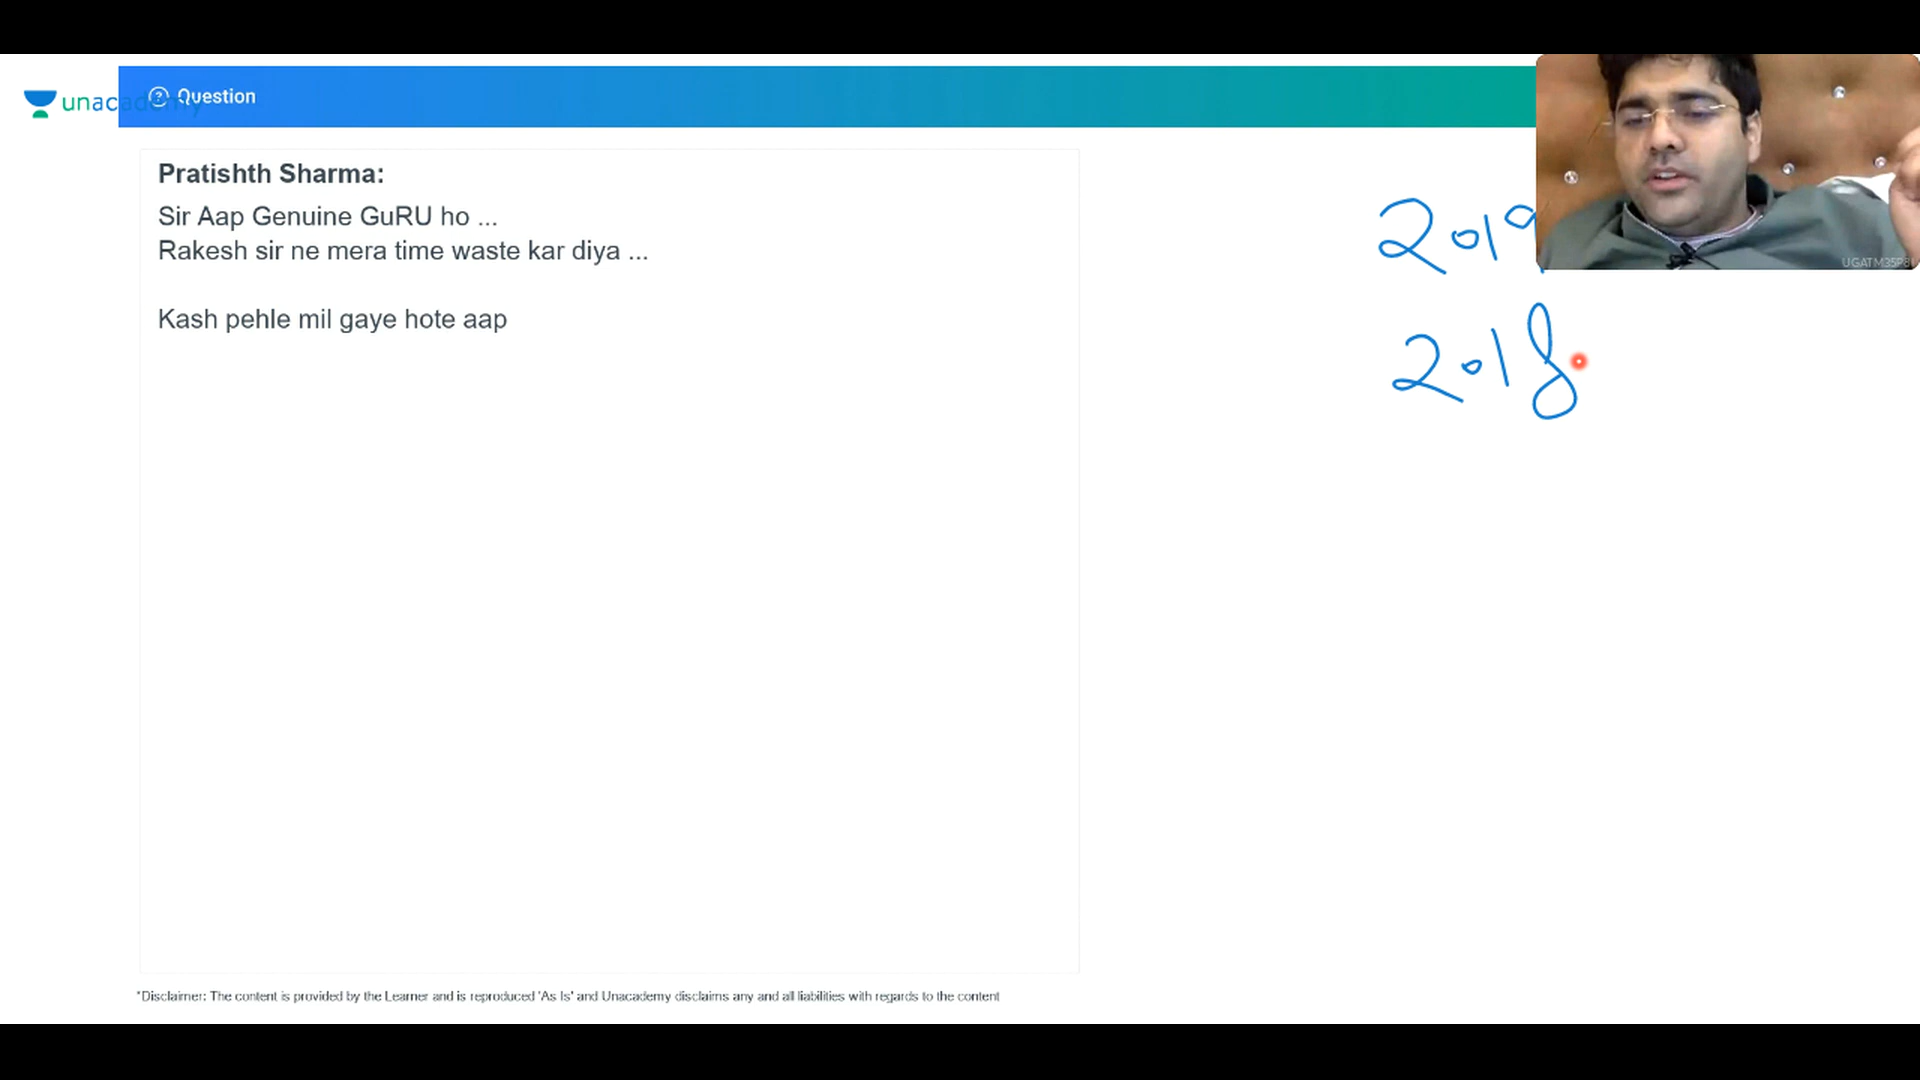 unacademy
Question
Pratishth Sharma:
Sir Aap Genuine GuRU ho ...
Rakesh sir ne mera time waste kar diya ...
Kash pehle mil gaye hote aap
2019
2018
*Disclaimer: The content is provided by the Learner and is reproduced 'As Is' and Unacademy disclaims any and all liabilities with regards to the content